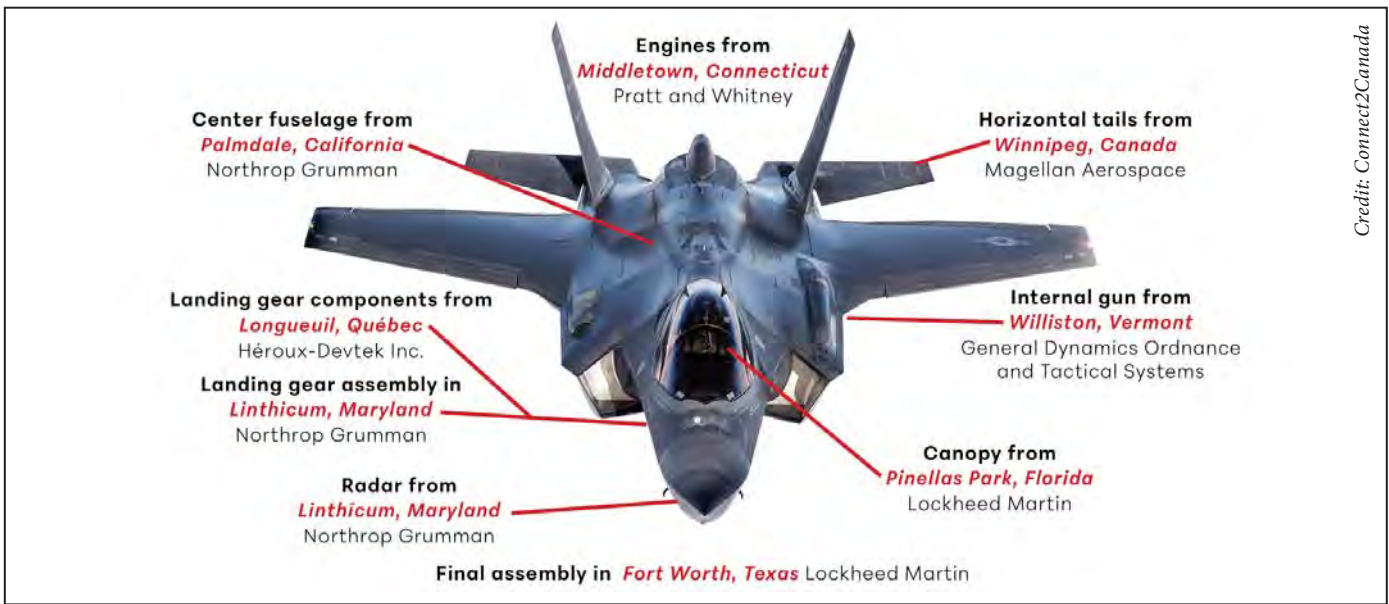 Engines from
Middletown, Connecticut
Pratt and Whitney
Center fuselage from
Palmdale, California
Northrop Grumman
Horizontal tails from
Winnipeg, Canada
Magellan Aerospace
Landing gear components from
Longueuil, Québec
Héroux-Devtek Inc.
Landing gear assembly in
Linthicum, Maryland
Northrop Grumman
Internal gun from
Williston, Vermont
General Dynamics Ordnance
and Tactical Systems
Radar from
Linthicum, Maryland
Northrop Grumman
Canopy from
Pinellas Park, Florida
Lockheed Martin
Final assembly in Fort Worth, Texas Lockheed Martin
Credit: Connect2Canada